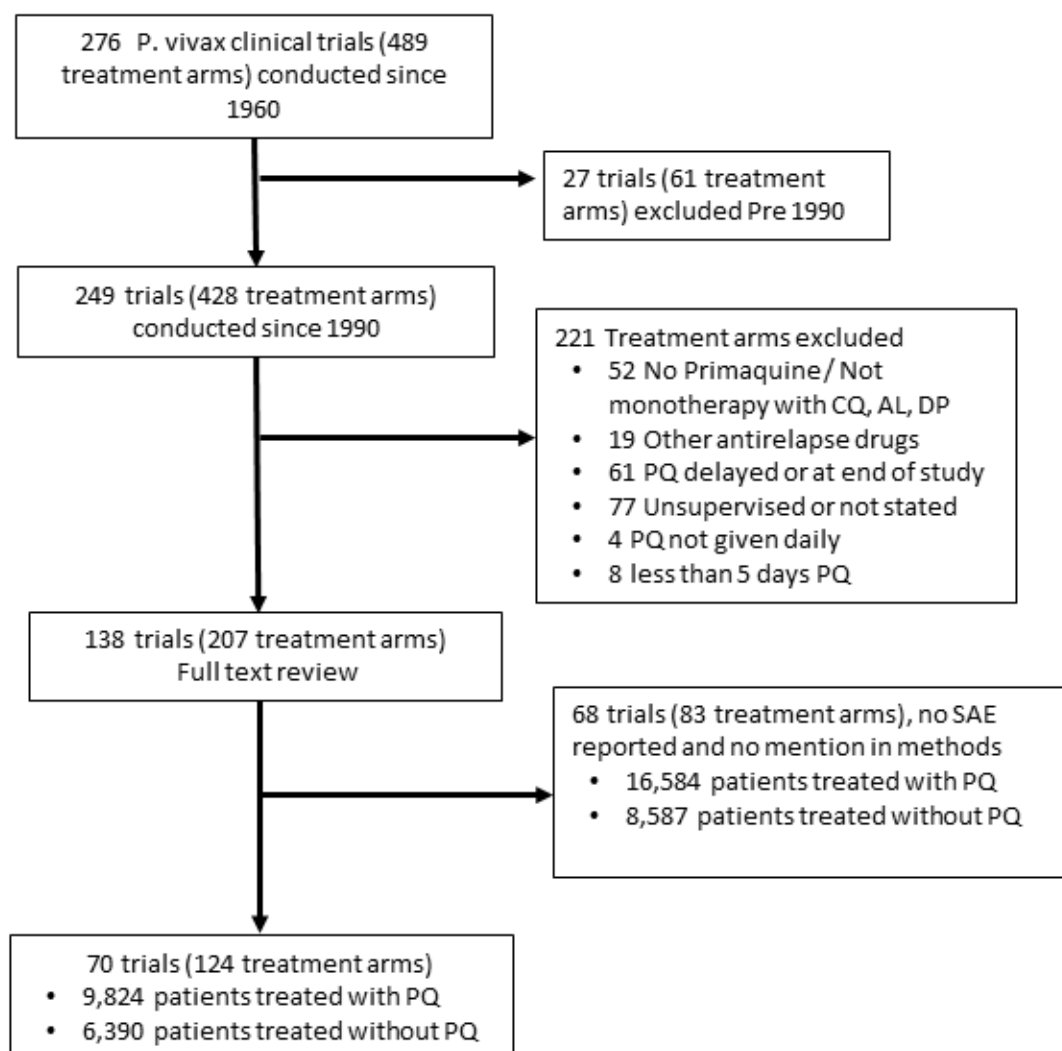 276 P. vivax clinical trials (489
treatment arms) conducted since
1960
27 trials (61 treatment
arms) excluded Pre 1990
249 trials (428 treatment arms)
conducted since 1990
221 Treatment arms excluded
• 52 No Primaquine/ Not
monotherapy with CQ, AL, DP
• 19 Other antirelapse drugs
• 61 PQ delayed or at end of study
• 77 Unsupervised or not stated
• 4 PQ not given daily
• 8 less than 5 days PQ
138 trials (207 treatment arms)
Full text review
68 trials (83 treatment arms), no SAE
reported and no mention in methods
• 16,584 patients treated with PQ
• 8,587 patients treated without PQ
70 trials (124 treatment arms)
• 9,824 patients treated with PQ
• 6,390 patients treated without PQ